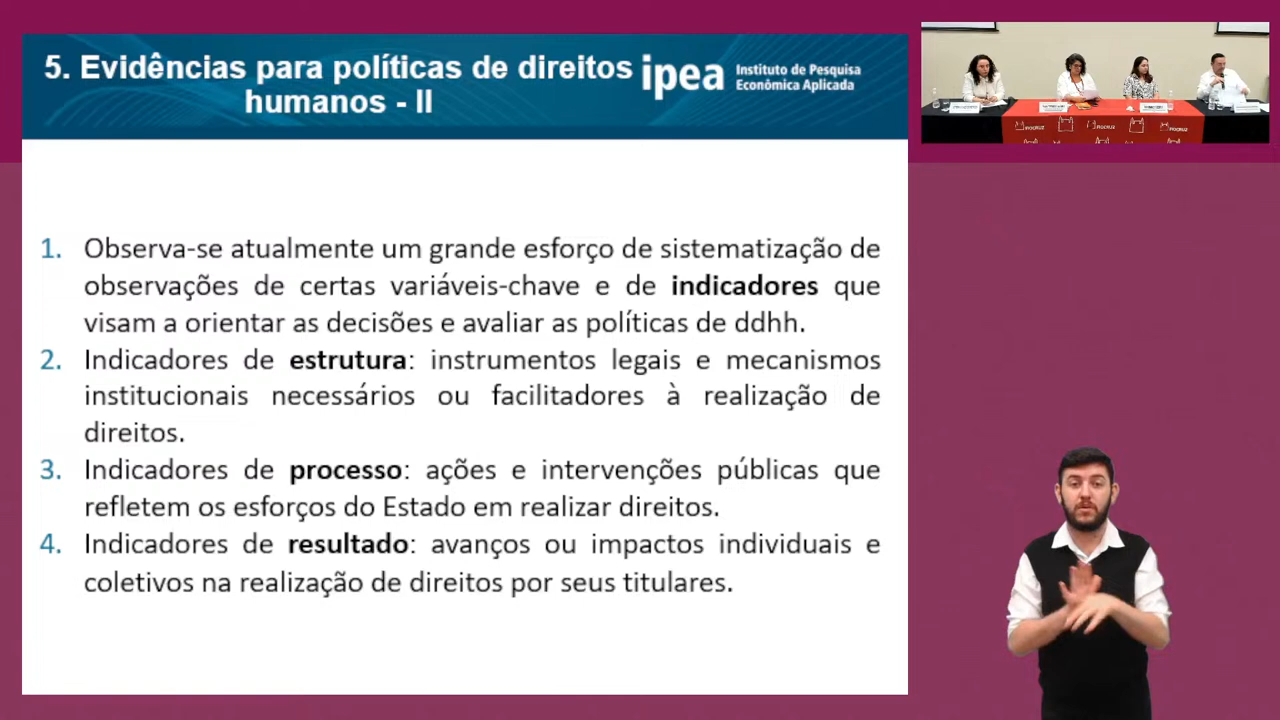 5. Evidências para políticas de direitos
humanos - II
ipea Instituto de Pesquisa
Econômica Aplicada
1. Observa-se atualmente um grande esforço de sistematização de
observações de certas variáveis-chave e de indicadores que
visam a orientar as decisões e avaliar as políticas de ddhh.
2. Indicadores de estrutura: instrumentos legais e mecanismos
institucionais necessários ou facilitadores à realização de
direitos.
3. Indicadores de processo: ações e intervenções públicas que
refletem os esforços do Estado em realizar direitos.
4. Indicadores de resultado: avanços ou impactos individuais e
coletivos na realização de direitos por seus titulares.
FIOCRUZ
FIOCRUZ
FIOCRUZ